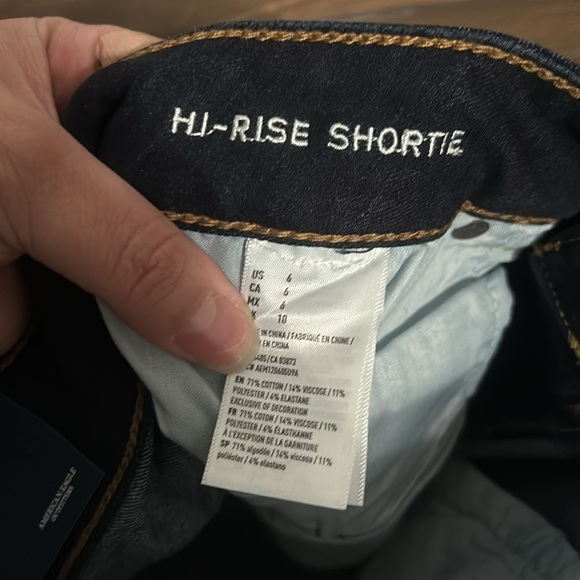 HI-RISE SHORTIE
US 6
CA 6
MX 6
10
IN CHINA / FABRIQUÉ EN CHINE /
EN CHINA
CA 03873
AEM12060509A
EN 71% COTTON / 14% VISCOSE / 11%
POLYESTER / 4% ELASTANE
EXCLUSIVE OF DECORATION
FR 71% COTON / 14% VISCOSE / 11%
POLYESTER / 4% ÉLASTHANNE
À L'EXCEPTION DE LA GARNITURE
SP 71% algodón / 14% viscosa / 11%
poliéster / 4% elastano